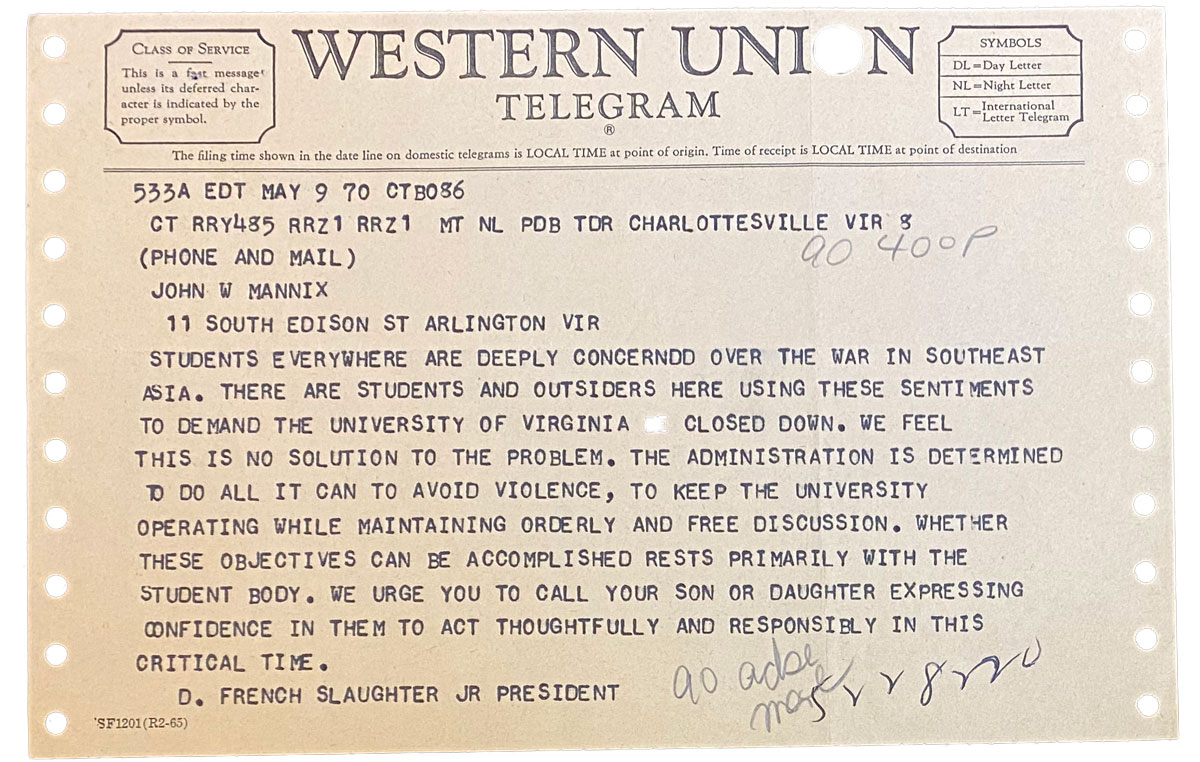 CLASS OF SERVICE
This is a fast message
unless its deferred char-
acter is indicated by the
proper symbol.
WESTERN UNI N
TELEGRAM
®
SYMBOLS
DL=Day Letter
NL=Night Letter
LT=International Letter Telegram
The filing time shown in the date line on domestic telegrams is LOCAL TIME at point of origin. Time of receipt is LOCAL TIME at point of destination
533A EDT MAY 9 70 CTB086
CT RRY485 RRZ1 RRZ1 MT NL PDB TDR CHARLOTTESVILLE VIR 8
ao 400P
(PHONE AND MAIL)
JOHN W MANNIX
11 SOUTH EDISON ST ARLINGTON VIR
STUDENTS EVERYWHERE ARE DEEPLY CONCERNDD OVER THE WAR IN SOUTHEAST
ASIA. THERE ARE STUDENTS AND OUTSIDERS HERE USING THESE SENTIMENTS
TO DEMAND THE UNIVERSITY OF VIRGINIA CLOSED DOWN. WE FEEL
THIS IS NO SOLUTION TO THE PROBLEM. THE ADMINISTRATION IS DETERMINED
TO DO ALL IT CAN TO AVOID VIOLENCE, TO KEEP THE UNIVERSITY
OPERATING WHILE MAINTAINING ORDERLY AND FREE DISCUSSION. WHETHER
THESE OBJECTIVES CAN BE ACCOMPLISHED RESTS PRIMARILY WITH THE
STUDENT BODY. WE URGE YOU TO CALL YOUR SON OR DAUGHTER EXPRESSING
CONFIDENCE IN THEM TO ACT THOUGHTFULLY AND RESPONSIBLY IN THIS
CRITICAL TIME.
D. FRENCH SLAUGHTER JR PRESIDENT
ao
SF1201(R2-65)